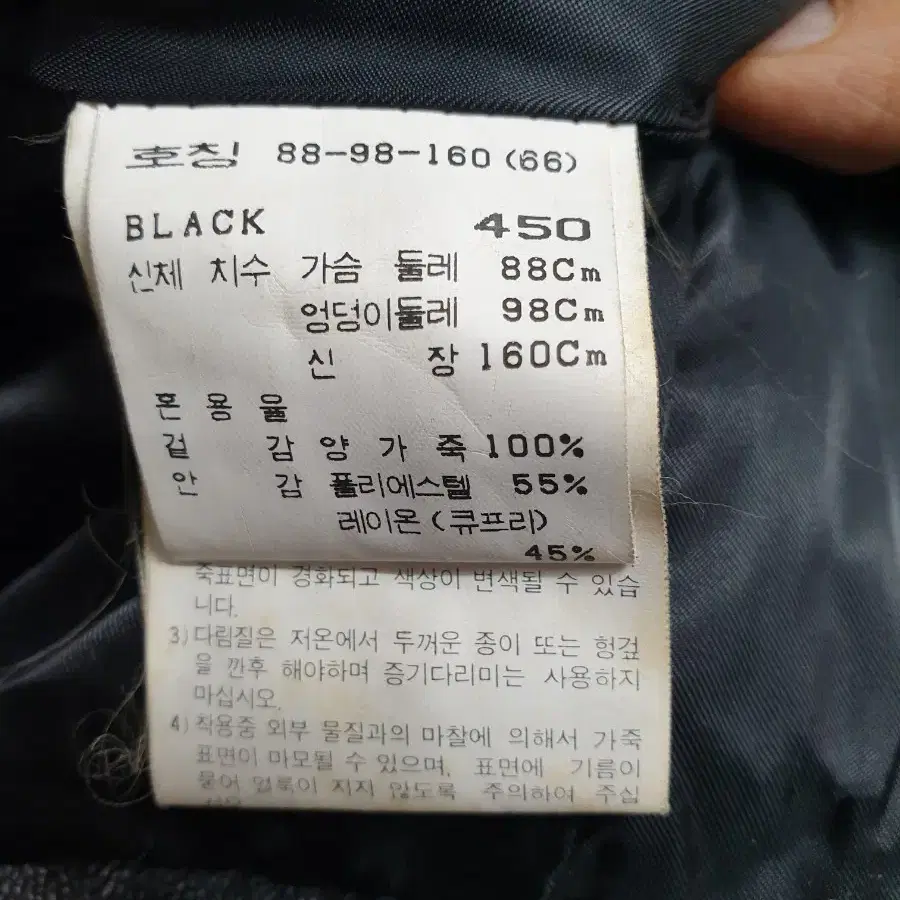 호칭 88-98-160 (66)
BLACK 450
신체 치수 가슴 둘레 88Cm
엉덩이둘레 98Cm
신 장 160Cm
혼 용 율
겉 감 양 가 죽 100%
안 감 폴리에스텔 55%
레이온 (큐프리)
45%
죽표면이 경화되고 색상이 변색될 수 있습
니다.
3) 다림질은 저온에서 두꺼운 종이 또는 헝겊
을 깐후 해야하며 증기다리미는 사용하지
마십시오.
4) 착용중 외부 물질과의 마찰에 의해서 가죽
표면이 마모될 수 있으며, 표면에 기름이
묻어 얼룩이 지지 않도록 주의하여 주십